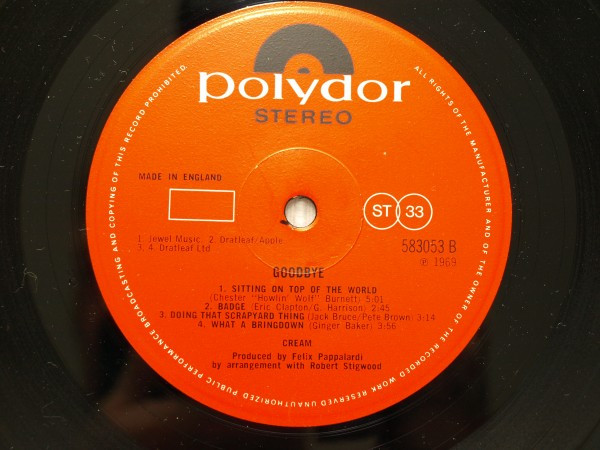 polydor
STEREO
MADE IN ENGLAND
ST 33
1. Jewel Music. 2. Dratleaf/Apple
3. 4. Dratleaf Ltd
583053 B
℗ 1969
GOODBYE
1. SITTING ON TOP OF THE WORLD
(Chester "Howlin' Wolf" Burnett) 5:01
2. BADGE (Eric Clapton/G. Harrison) 2:45
3. DOING THAT SCRAPYARD THING (Jack Bruce/Pete Brown) 3:14
4. WHAT A BRINGDOWN (Ginger Baker) 3:56
CREAM
Produced by Felix Pappalardi
by arrangement with Robert Stigwood
ALL RIGHTS OF THE MANUFACTURER AND OF THE OWNER OF THE RECORDED WORK RESERVED UNAUTHORIZED PUBLIC PERFORMANCE BROADCASTING AND COPYING OF THIS RECORD PROHIBITED.